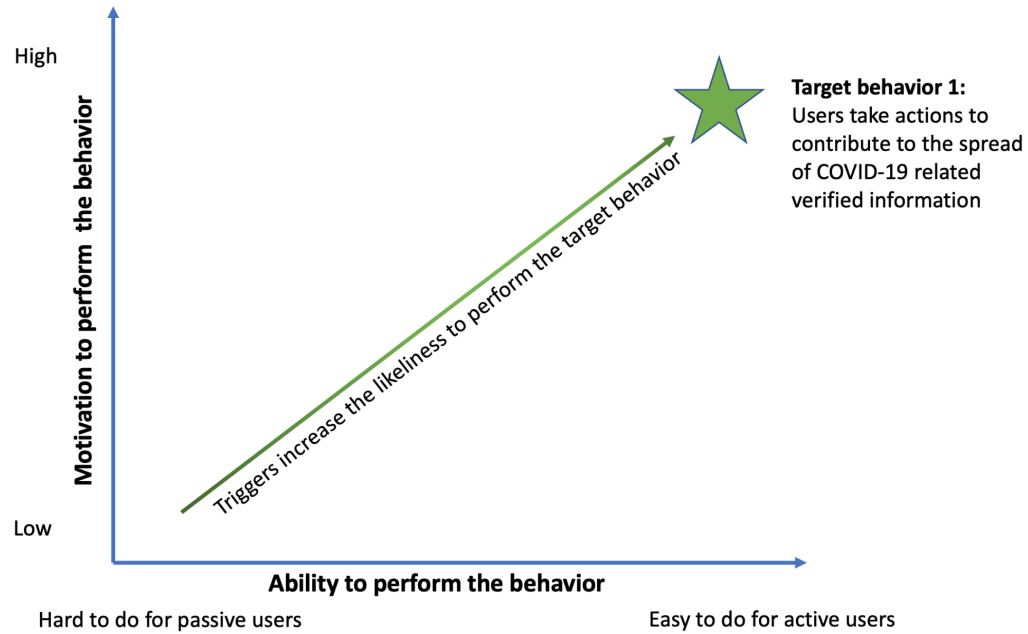 High
Motivation to perform  the behavior
Low
Triggers increase the likeliness to perform the target behavior
Target behavior 1:
Users take actions to
contribute to the spread
of COVID-19 related
verified information
Ability to perform the behavior
Hard to do for passive users
Easy to do for active users